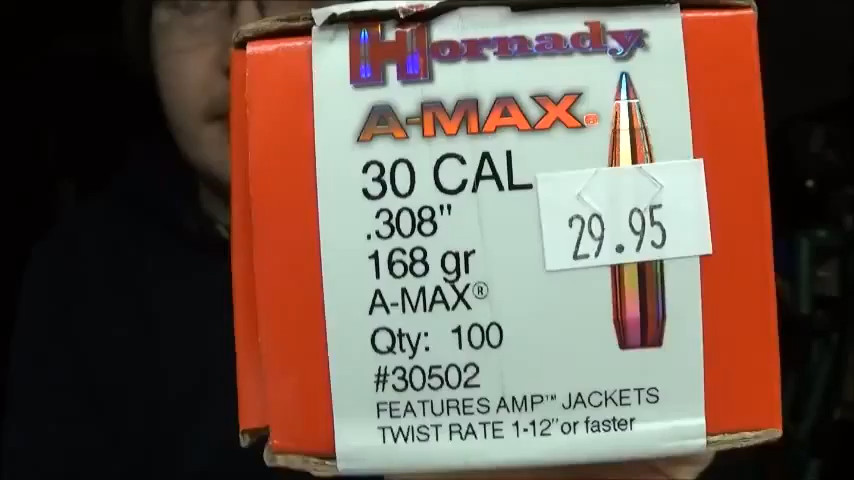 Hornady
A-MAX®
30 CAL
.308"
29.95
168 gr
A-MAX®
Qty: 100
#30502
FEATURES AMP™ JACKETS
TWIST RATE 1-12" or faster